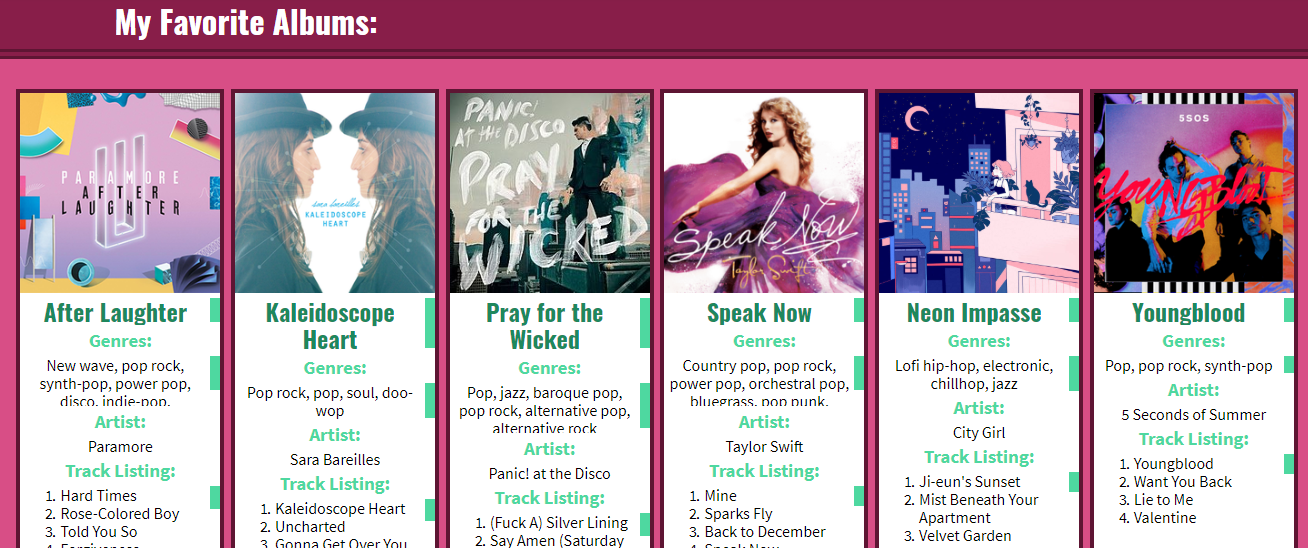 My Favorite Albums:
PARAMORE
AFTER
LAUGHTER
After Laughter
Genres:
New wave, pop rock,
synth-pop, power pop,
disco, indie-pop,
Artist:
Paramore
Track Listing:
1. Hard Times
2. Rose-Colored Boy
3. Told You So
4. Forgiveness
sara bareilles
KALEIDOSCOPE
HEART
Kaleidoscope
Heart
Genres:
Pop rock, pop, soul, doo-
wop
Artist:
Sara Bareilles
Track Listing:
1. Kaleidoscope Heart
2. Uncharted
3. Gonna Get Over You
PANIC!
AT THE DISCO
PRAY
FOR THE
WICKED
Pray for the
Wicked
Genres:
Pop, jazz, baroque pop,
pop rock, alternative pop,
alternative rock
Artist:
Panic! at the Disco
Track Listing:
1. (Fuck A) Silver Lining
2. Say Amen (Saturday
Speak Now
Taylor Swift
Speak Now
Genres:
Country pop, pop rock,
power pop, orchestral pop,
bluegrass, pop punk,
Artist:
Taylor Swift
Track Listing:
1. Mine
2. Sparks Fly
3. Back to December
4. Speak Now
Neon Impasse
Genres:
Lofi hip-hop, electronic,
chillhop, jazz
Artist:
City Girl
Track Listing:
1. Ji-eun's Sunset
2. Mist Beneath Your
Apartment
3. Velvet Garden
5SOS
YOUNGBLOOD
Youngblood
Genres:
Pop, pop rock, synth-pop
Artist:
5 Seconds of Summer
Track Listing:
1. Youngblood
2. Want You Back
3. Lie to Me
4. Valentine